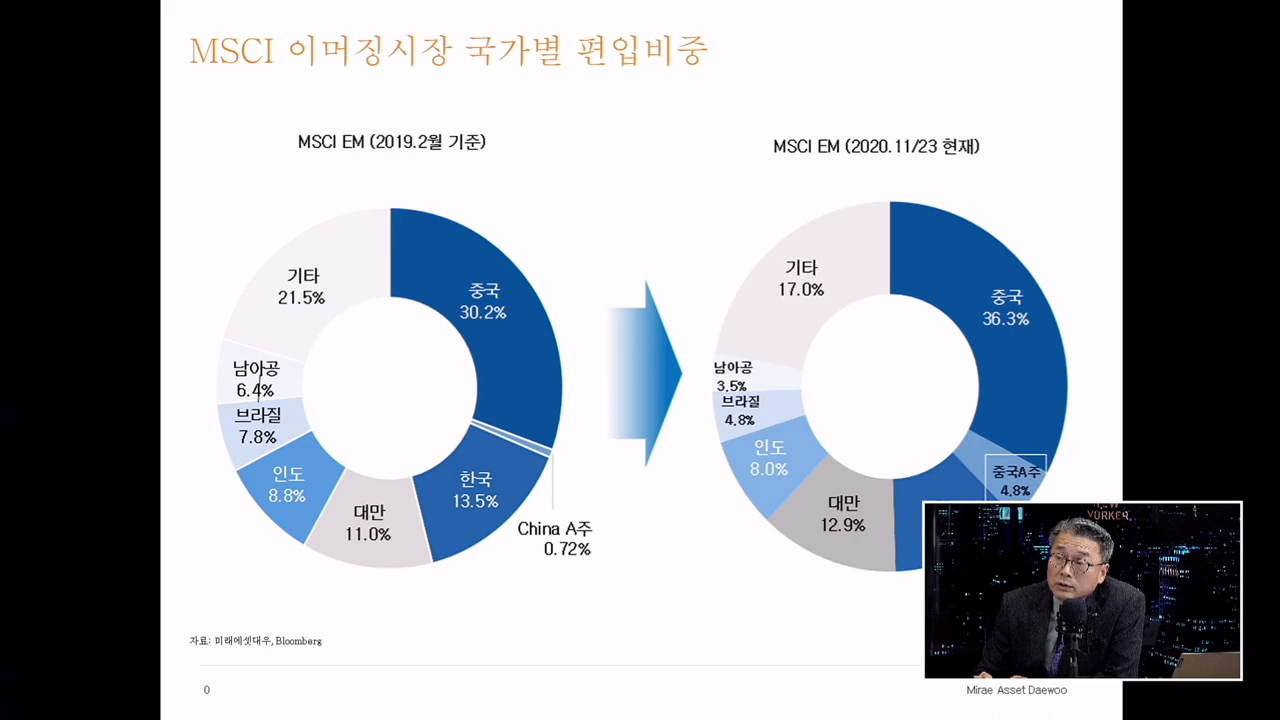 MSCI 이머징시장 국가별 편입비중
MSCI EM (2019.2월 기준)
기타
21.5%
중국
30.2%
남아공
6.4%
브라질
7.8%
인도
8.8%
대만
11.0%
한국
13.5%
China A주
0.72%
MSCI EM (2020.11/23 현재)
기타
17.0%
중국
36.3%
남아공
3.5%
브라질
4.8%
인도
8.0%
대만
12.9%
중국A주
4.8%
YORKER
자료: 미래에셋대우, Bloomberg
0
Mirae Asset Daewoo